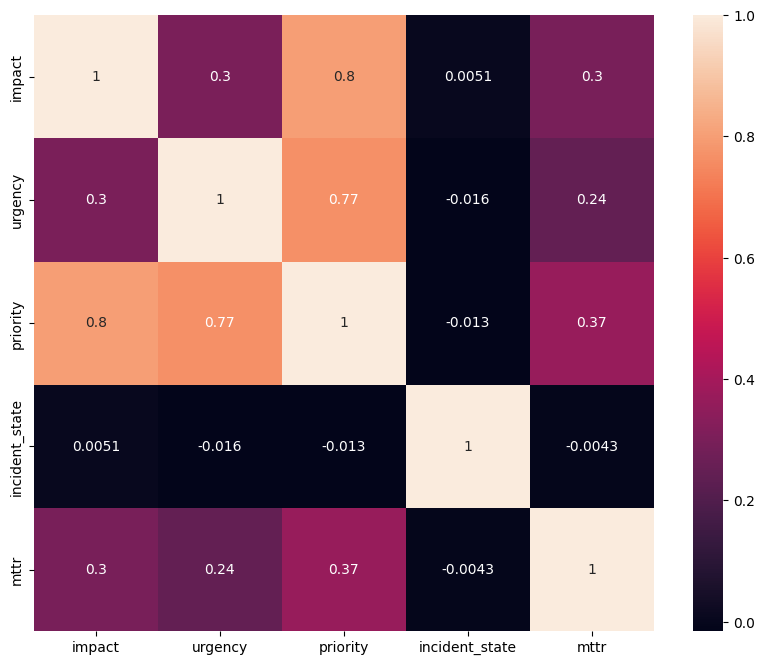 impact 1 0.3 0.8 0.0051 0.3
urgency 0.3 1 0.77 -0.016 0.24
priority 0.8 0.77 1 -0.013 0.37
incident_state 0.0051 -0.016 -0.013 1 -0.0043
mttr 0.3 0.24 0.37 -0.0043 1
impact urgency priority incident_state mttr
1.0
0.8
0.6
0.4
0.2
0.0